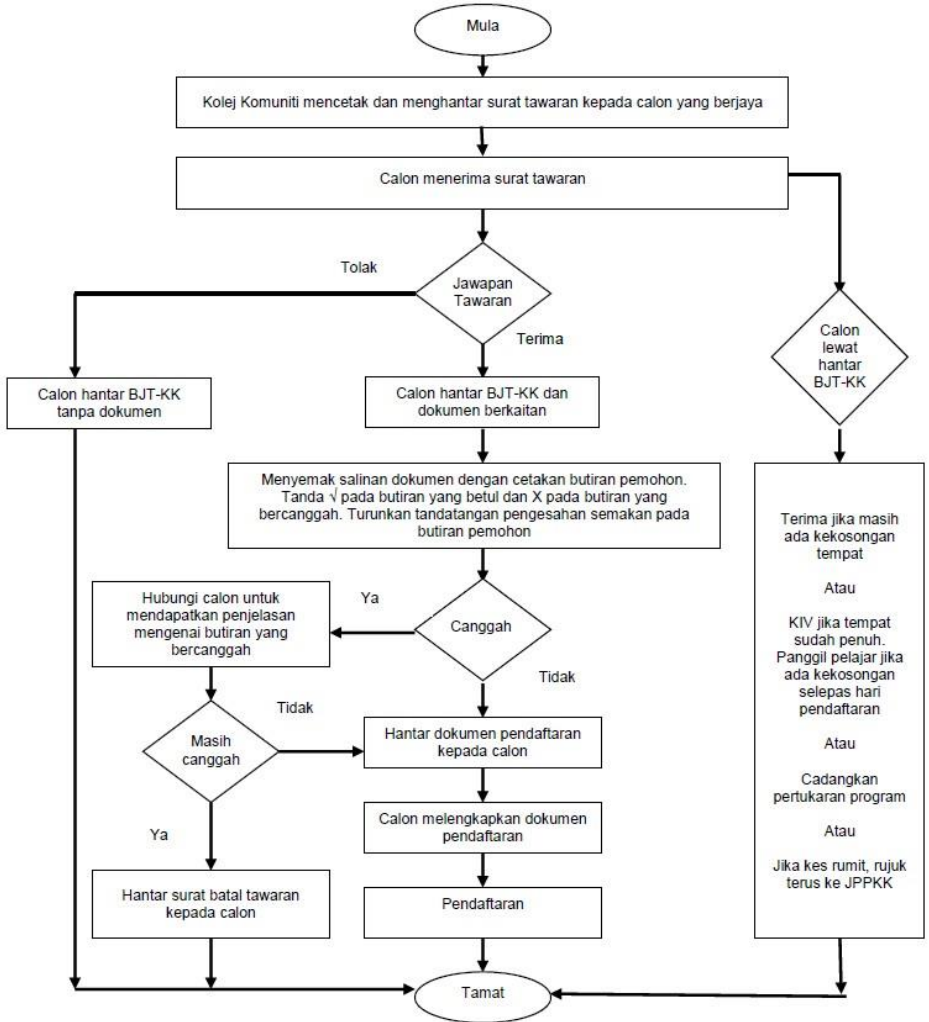 Mula
Kolej Komuniti mencetak dan menghantar surat tawaran kepada calon yang berjaya
Calon menerima surat tawaran
Tolak
Jawapan
Tawaran
Terima
Calon
lewat
hantar
BJT-KK
Calon hantar BJT-KK
tanpa dokumen
Calon hantar BJT-KK dan
dokumen berkaitan
Menyemak salinan dokumen dengan cetakan butiran pemohon.
Tanda √ pada butiran yang betul dan X pada butiran yang
bercanggah. Turunkan tandatangan pengesahan semakan pada
butiran pemohon
Terima jika masih
ada kekosongan
tempat
Atau
KIV jika tempat
sudah penuh.
Panggil pelajar jika
ada kekosongan
selepas hari
pendaftaran
Atau
Cadangkan
pertukaran program
Atau
Jika kes rumit, rujuk
terus ke JPPKK
Hubungi calon untuk
mendapatkan penjelasan
mengenai butiran yang
bercanggah
Ya
Canggah
Tidak
Tidak
Masih
canggah
Hantar dokumen pendaftaran
kepada calon
Ya
Calon melengkapkan dokumen
pendaftaran
Hantar surat batal tawaran
kepada calon
Pendaftaran
Tamat